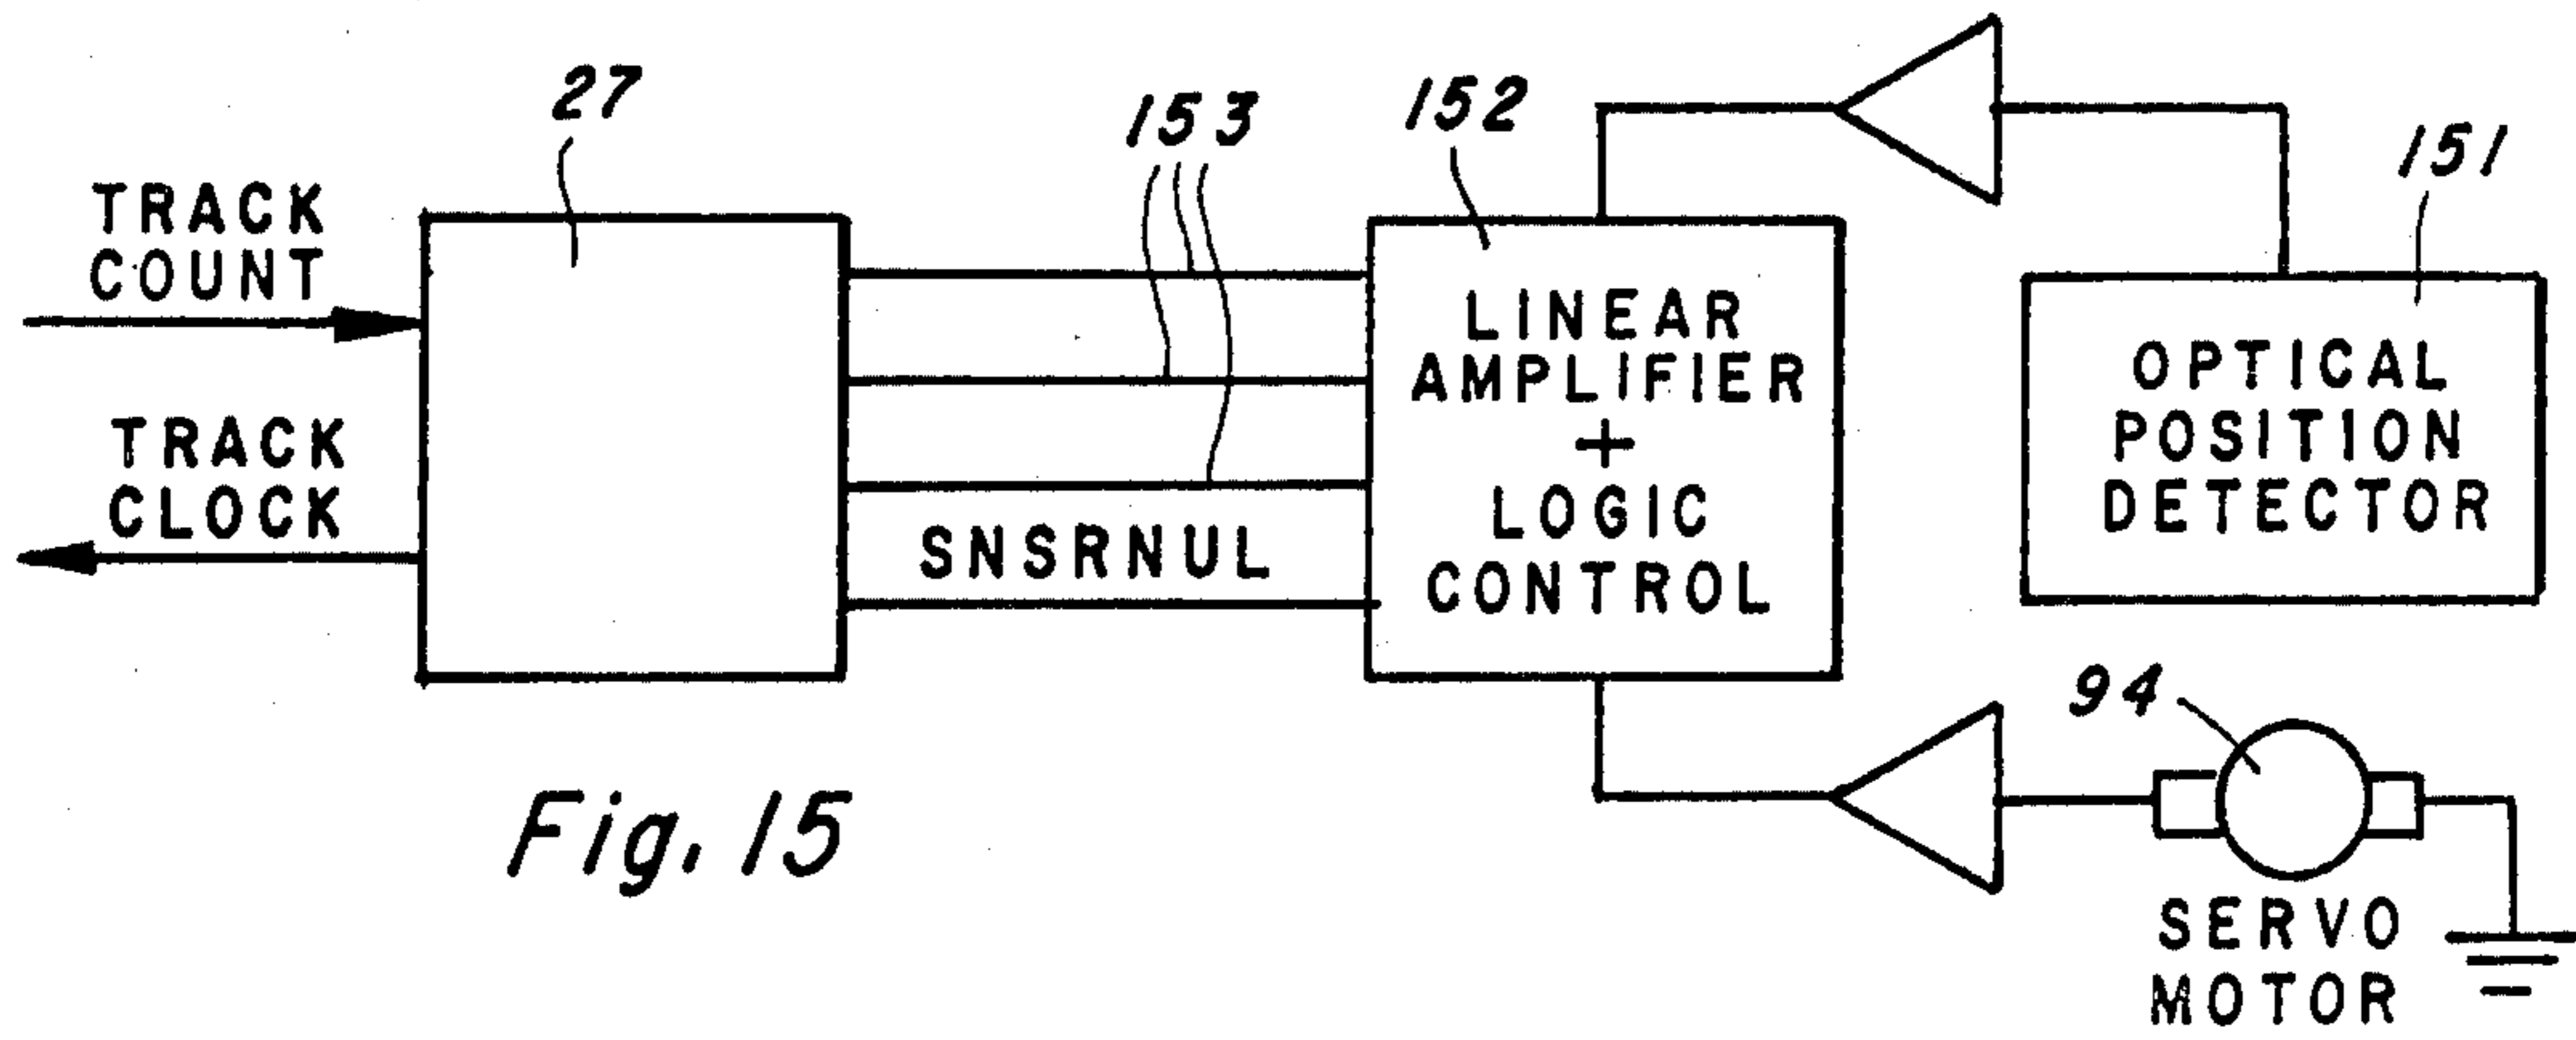 27
153
152
151
TRACK
COUNT
TRACK
CLOCK
SNSRNUL
LINEAR
AMPLIFIER
+
LOGIC
CONTROL
OPTICAL
POSITION
DETECTOR
94
SERVO
MOTOR
Fig. 15